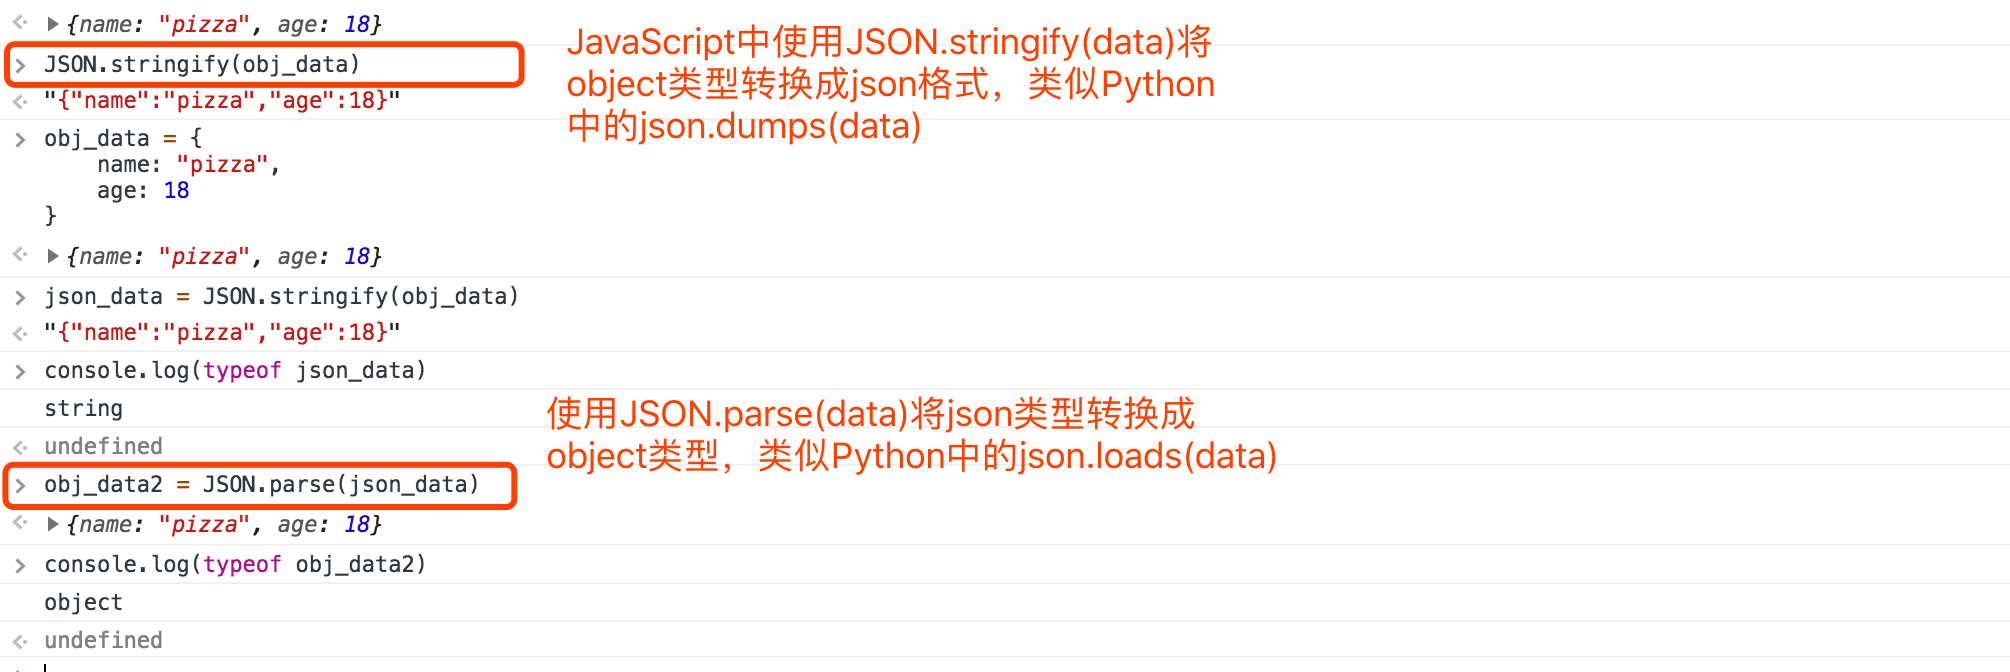 {name: "pizza", age: 18}
JSON.stringify(obj_data)
"{"name":"pizza","age":18}"
JavaScript中使用JSON.stringify(data)将
object类型转换成json格式，类似Python
中的json.dumps(data)
obj_data = {
name: "pizza",
age: 18
}
{name: "pizza", age: 18}
json_data = JSON.stringify(obj_data)
"{"name":"pizza","age":18}"
console.log(typeof json_data)
string
undefined
使用JSON.parse(data)将json类型转换成
object类型，类似Python中的json.loads(data)
obj_data2 = JSON.parse(json_data)
{name: "pizza", age: 18}
console.log(typeof obj_data2)
object
undefined